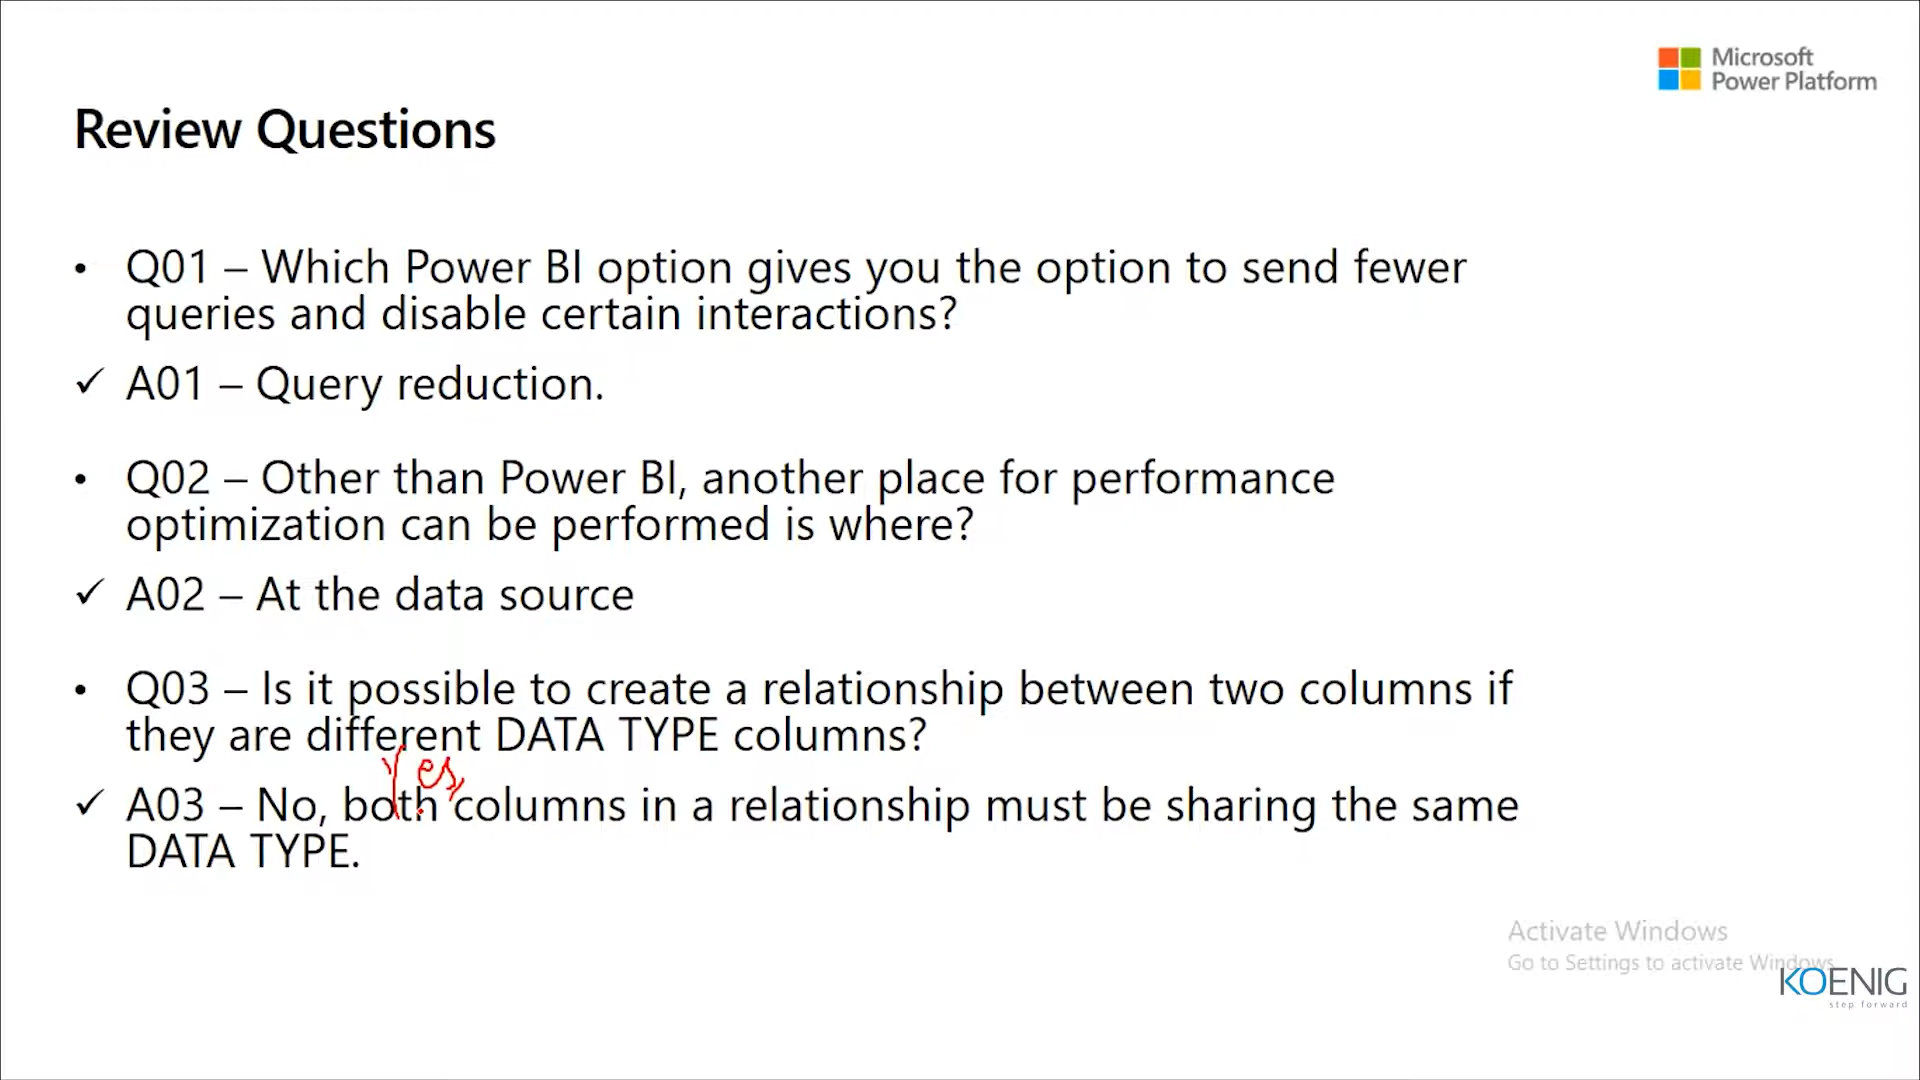 Microsoft
Power Platform
Review Questions
• Q01 – Which Power BI option gives you the option to send fewer
queries and disable certain interactions?
✓ A01 – Query reduction.
• Q02 – Other than Power BI, another place for performance
optimization can be performed is where?
✓ A02 – At the data source
• Q03 – Is it possible to create a relationship between two columns if
they are different DATA TYPE columns?
Yes,
✓ A03 – No, both columns in a relationship must be sharing the same
DATA TYPE.
Activate Windows
Go to Settings to activate Windows.
KOENIG
step forward